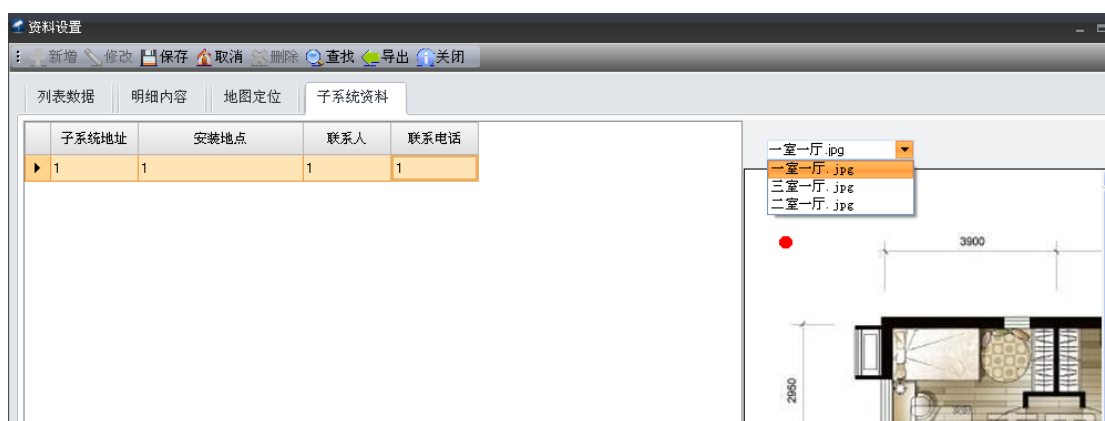 资料设置
新增 修改 保存 取消 删除 查找 导出 关闭
列表数据 明细内容 地图定位 子系统资料
子系统地址 安装地点 联系人 联系电话
1 1 1 1
一室一厅.jpg
一室一厅.jpg
三室一厅.jpg
二室一厅.jpg
3900
2950